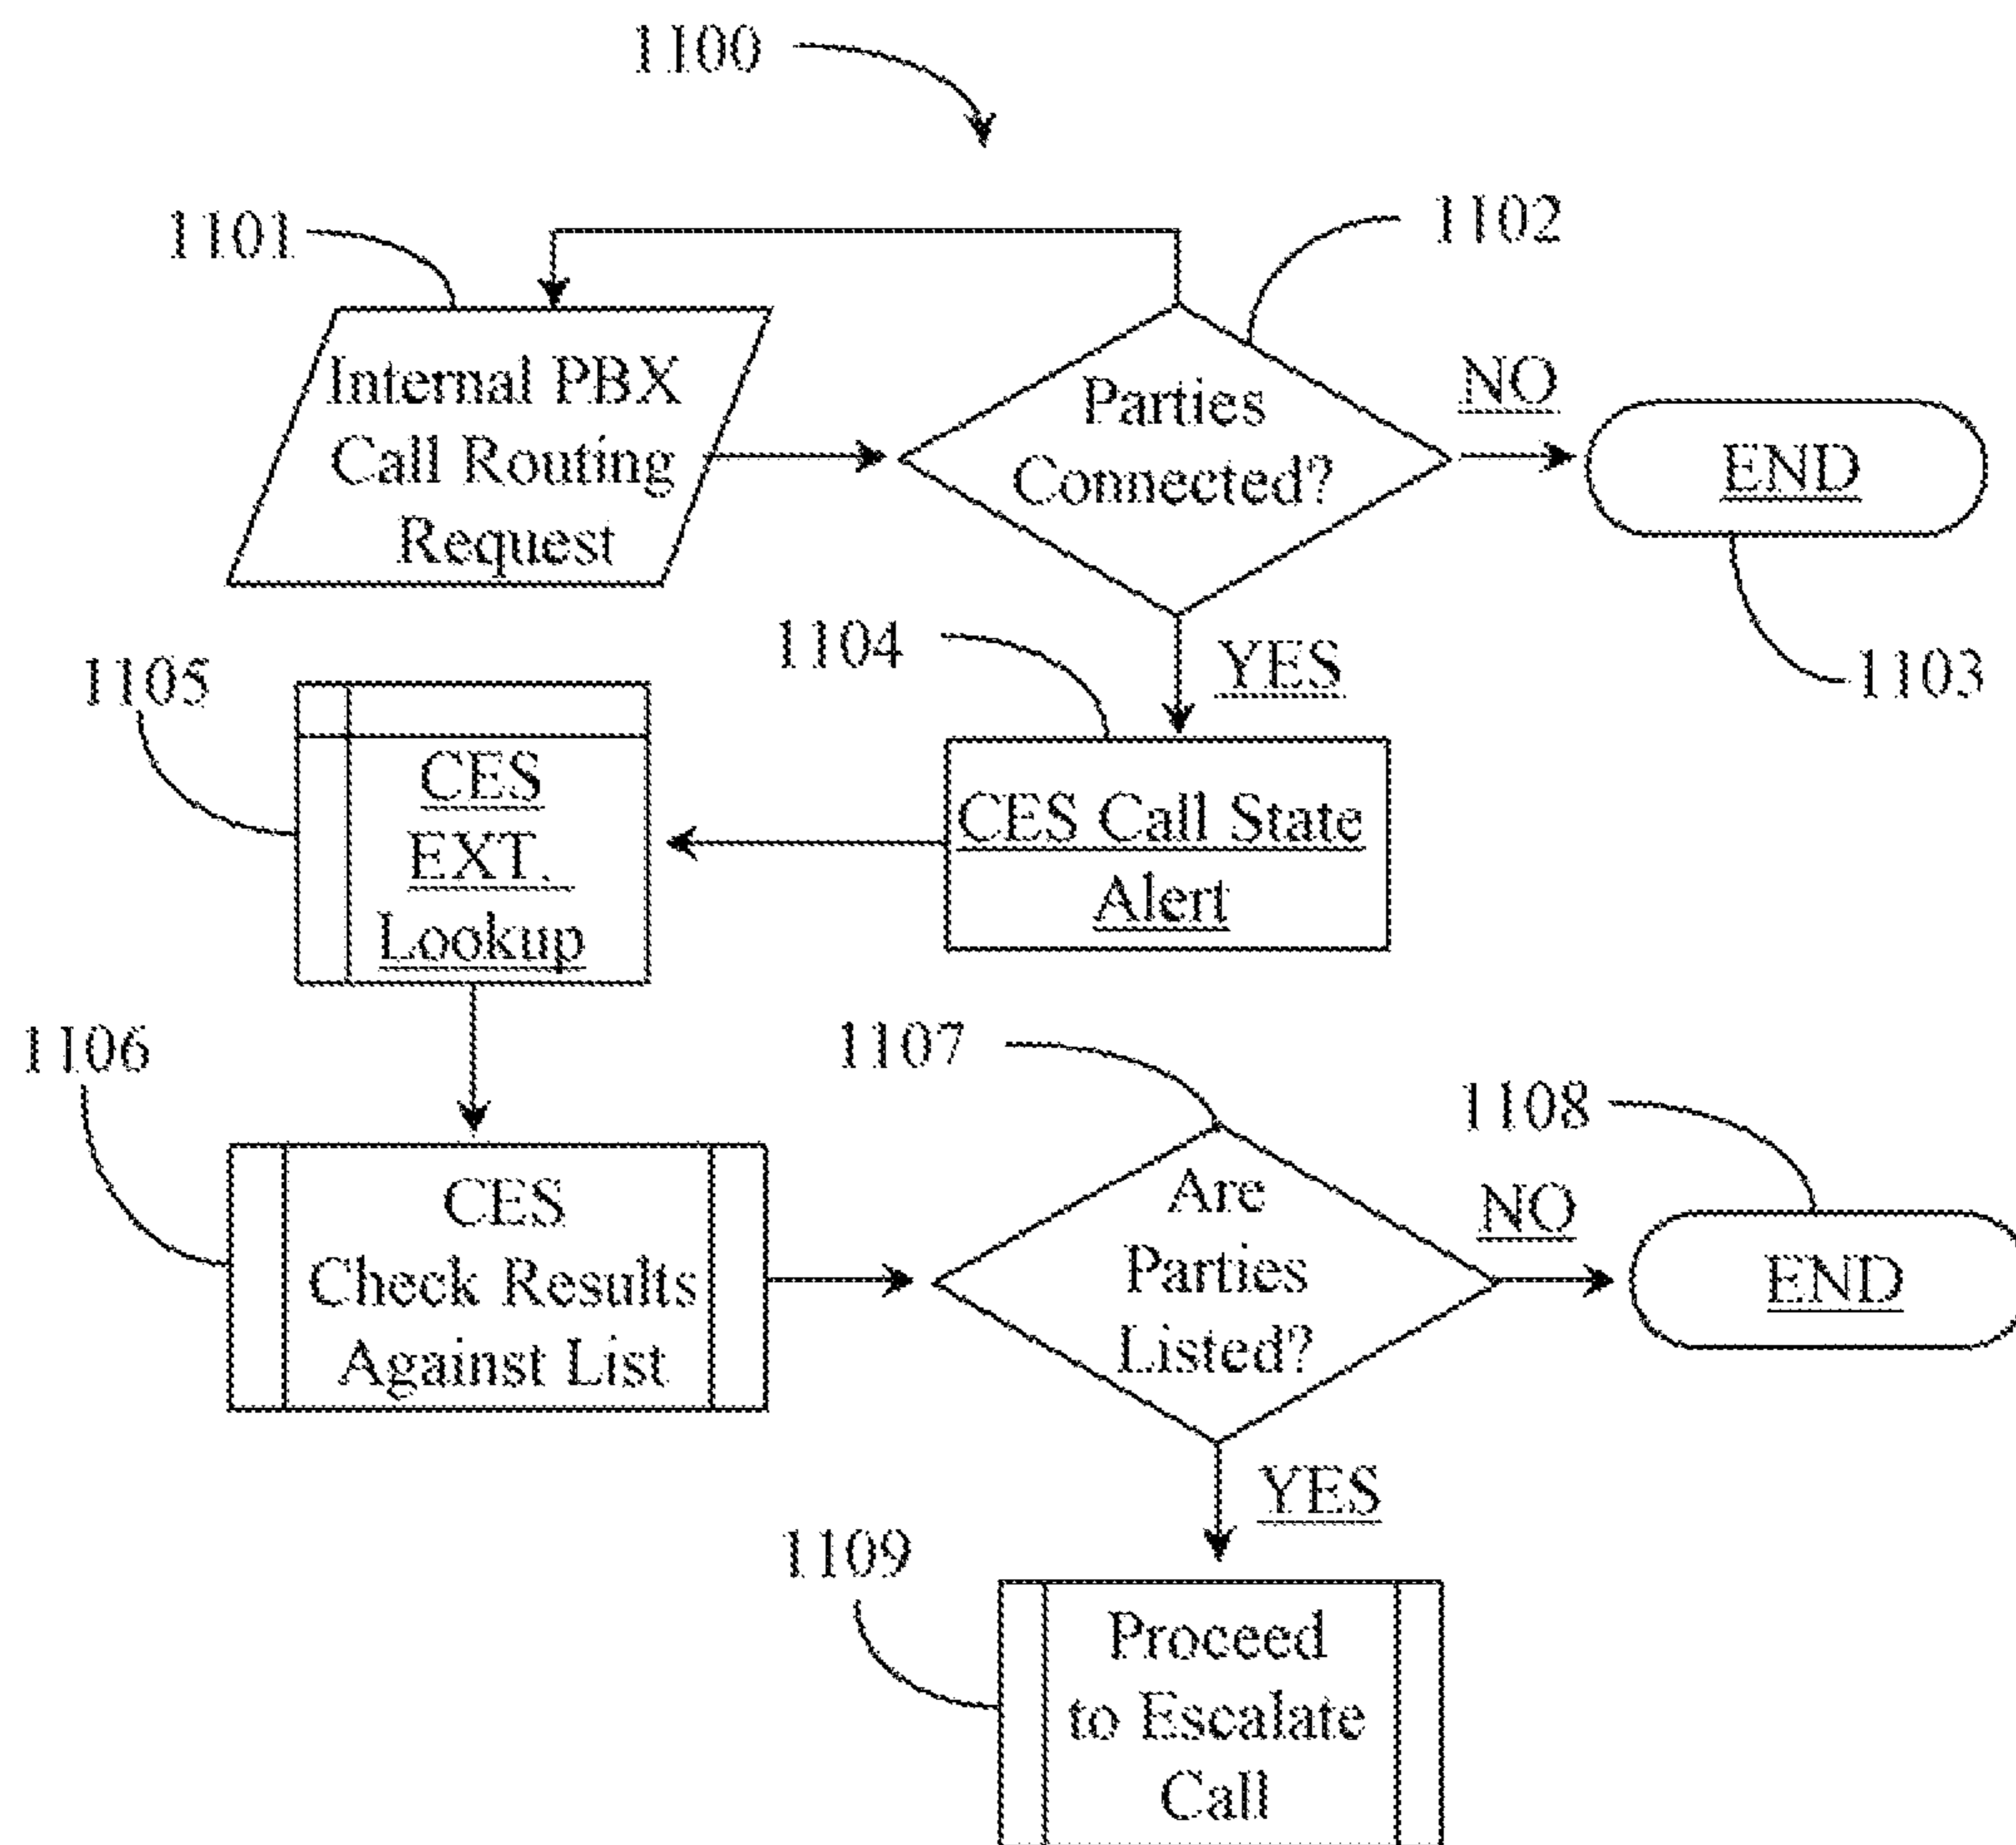 1100
1101
1102
Internal PBX
Call Routing
Request
Parties
Connected?
NO
END
1103
1104
YES
1105
CES
EXT.
Lookup
CES Call State
Alert
1106
1107
1108
CES
Check Results
Against List
Are
Parties
Listed?
NO
END
YES
1109
Proceed
to Escalate
Call